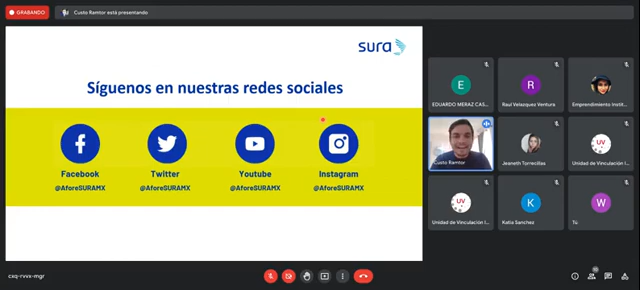 GRABANDO
Custo Ramtor está presentando
sura
Síguenos en nuestras redes sociales
Facebook
@AforeSURAMX
Twitter
@AforeSURAMX
Youtube
@AforeSURAMX
Instagram
@AforeSURAMX
E
EDUARDO MERAZ CAS...
R
Raul Velazquez Ventura
Emprendimiento Instit...
Custo Ramtor
Jeaneth Torrecillas
UV
Unidad de Vinculación I...
UV
Unidad de Vinculación I...
K
Katia Sanchez
W
Tú
cxq-rvvx-mgr